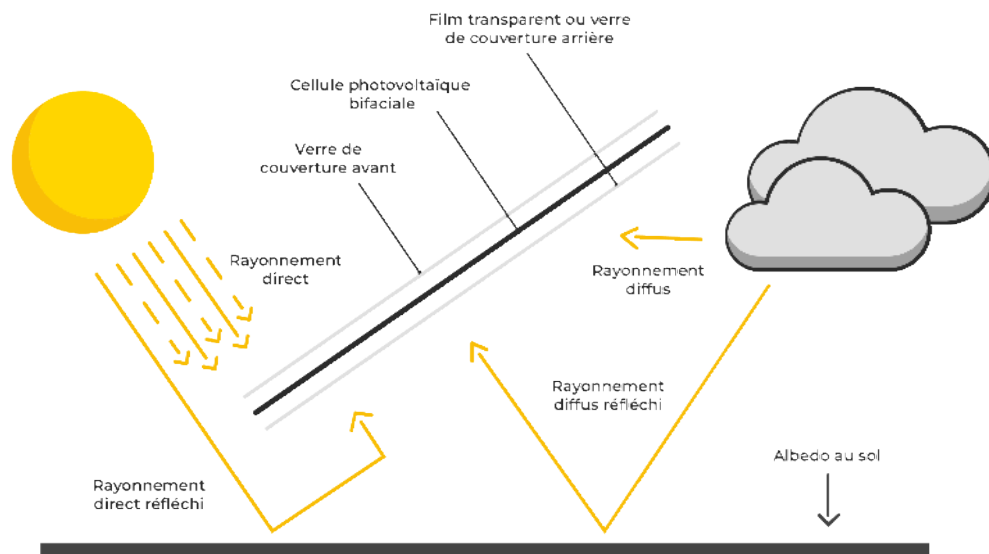 Film transparent ou verre
de couverture arrière
Cellule photovoltaïque
bifaciale
Verre de
couverture avant
Rayonnement
direct
Rayonnement
diffus
Rayonnement
diffus réfléchi
Albedo au sol
Rayonnement
direct réfléchi